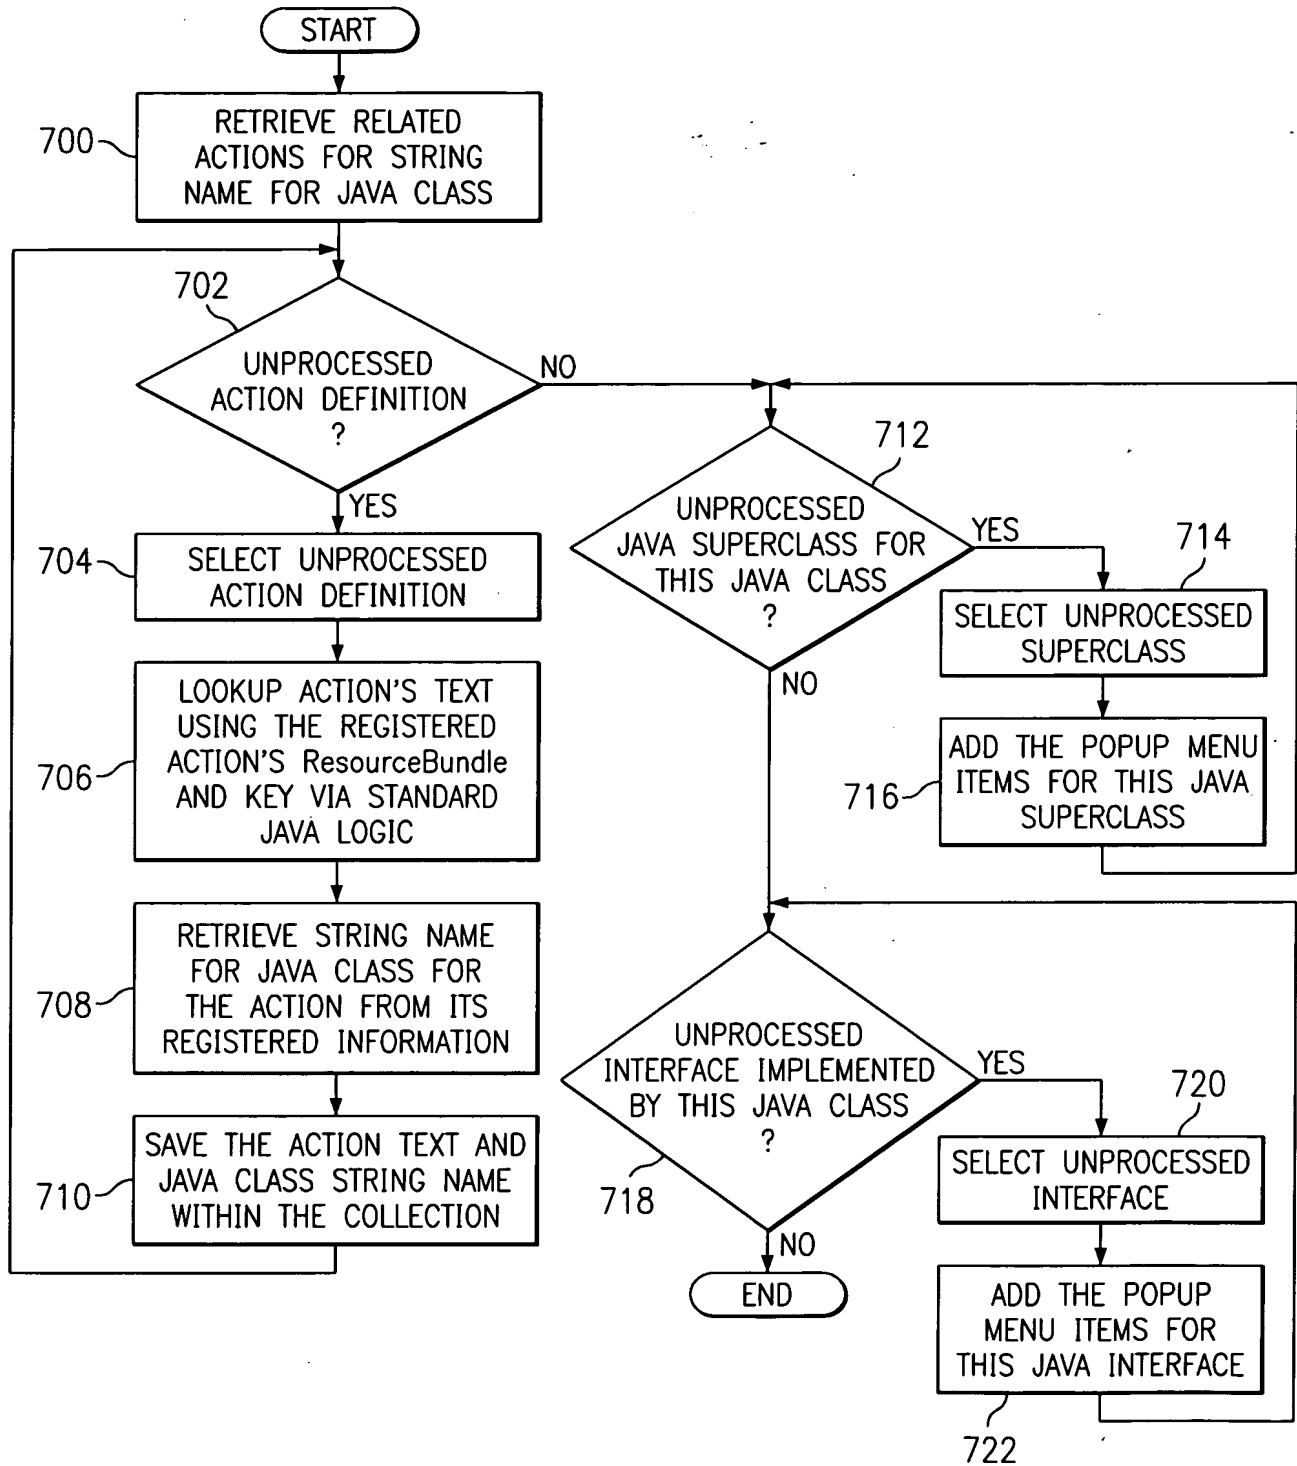 START
700
RETRIEVE RELATED
ACTIONS FOR STRING
NAME FOR JAVA CLASS
702
UNPROCESSED
ACTION DEFINITION
?
NO
YES
704
SELECT UNPROCESSED
ACTION DEFINITION
706
LOOKUP ACTION'S TEXT
USING THE REGISTERED
ACTION'S ResourceBundle
AND KEY VIA STANDARD
JAVA LOGIC
708
RETRIEVE STRING NAME
FOR JAVA CLASS FOR
THE ACTION FROM ITS
REGISTERED INFORMATION
710
SAVE THE ACTION TEXT AND
JAVA CLASS STRING NAME
WITHIN THE COLLECTION
712
UNPROCESSED
JAVA SUPERCLASS FOR
THIS JAVA CLASS
?
YES
NO
714
SELECT UNPROCESSED
SUPERCLASS
716
ADD THE POPUP MENU
ITEMS FOR THIS JAVA
SUPERCLASS
718
UNPROCESSED
INTERFACE IMPLEMENTED
BY THIS JAVA CLASS
?
YES
NO
720
SELECT UNPROCESSED
INTERFACE
722
ADD THE POPUP
MENU ITEMS FOR
THIS JAVA INTERFACE
END